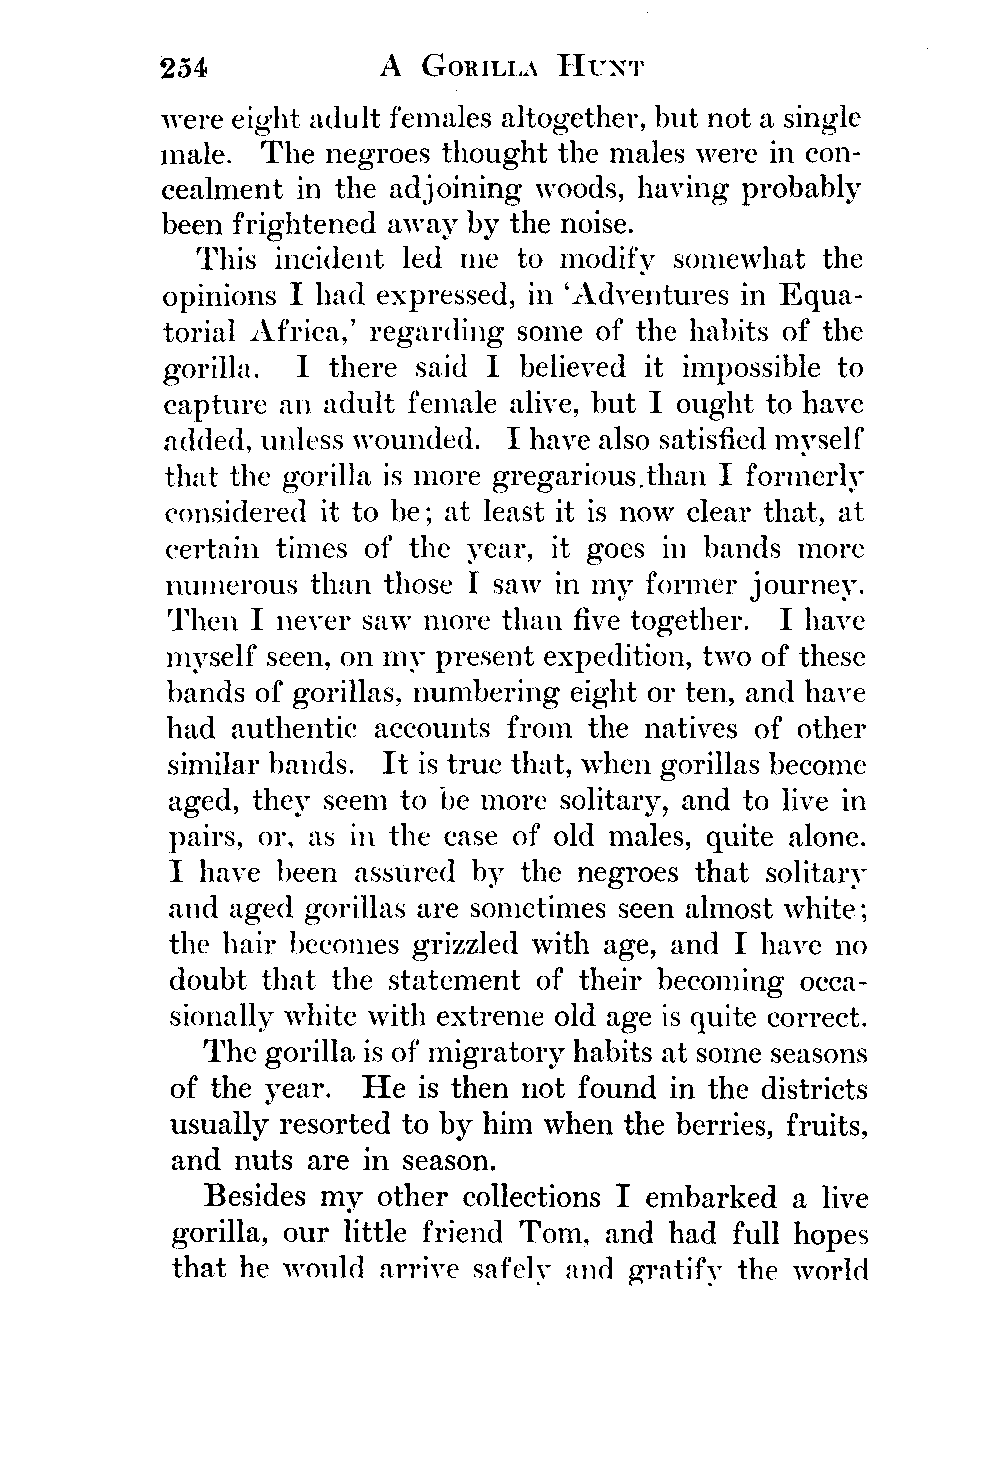 254 A GORILLA HUNT
were eight adult females altogether, but not a single
male. The negroes thought the males were in con-
cealment in the adjoining woods, having probably
been frightened away by the noise.
This incident led me to modify somewhat the
opinions I had expressed, in ‘Adventures in Equa-
torial Africa,’ regarding some of the habits of the
gorilla. I there said I believed it impossible to
capture an adult female alive, but I ought to have
added, unless wounded. I have also satisfied myself
that the gorilla is more gregarious.than I formerly
considered it to be; at least it is now clear that, at
certain times of the year, it goes in bands more
numerous than those I saw in my former journey.
Then I never saw more than five together. I have
myself seen, on my present expedition, two of these
bands of gorillas, numbering eight or ten, and have
had authentic accounts from the natives of other
similar bands. It is true that, when gorillas become
aged, they seem to be more solitary, and to live in
pairs, or, as in the case of old males, quite alone.
I have been assured by the negroes that solitary
and aged gorillas are sometimes seen almost white;
the hair becomes grizzled with age, and I have no
doubt that the statement of their becoming occa-
sionally white with extreme old age is quite correct.
The gorilla is of migratory habits at some seasons
of the year. He is then not found in the districts
usually resorted to by him when the berries, fruits,
and nuts are in season.
Besides my other collections I embarked a live
gorilla, our little friend Tom, and had full hopes
that he would arrive safely and gratify the world